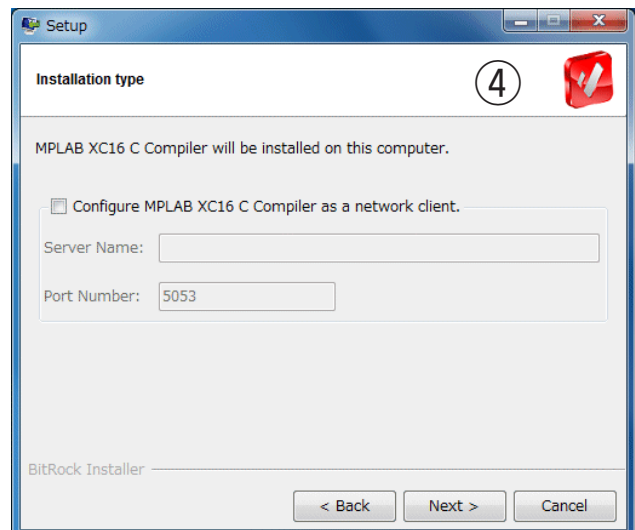 Setup
Installation type
④
MPLAB XC16 C Compiler will be installed on this computer.
Configure MPLAB XC16 C Compiler as a network client.
Server Name:
Port Number: 5053
BitRock Installer
< Back Next > Cancel